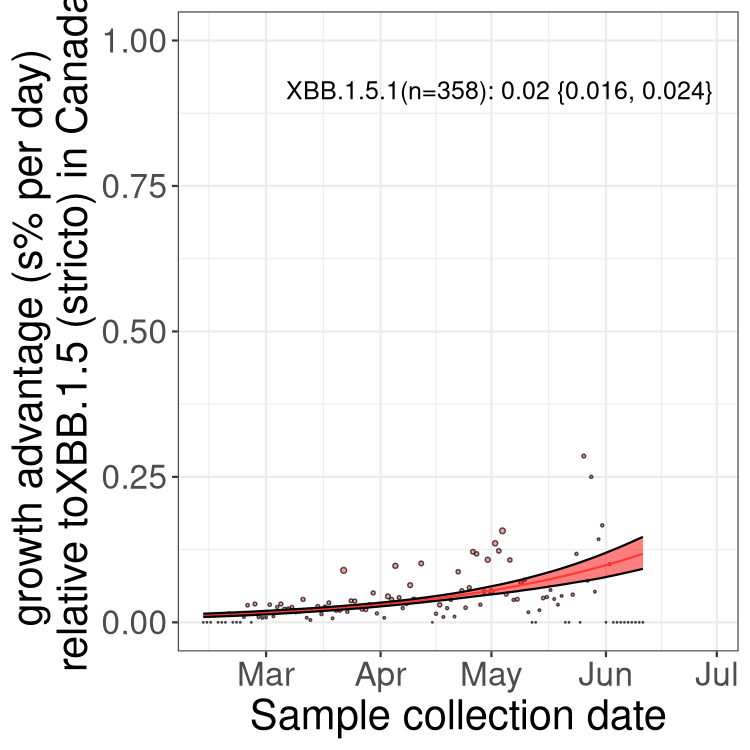 growth advantage (s% per day)
relative toXBB.1.5 (stricto) in Canada
1.00
0.75
0.50
0.25
0.00
XBB.1.5.1(n=358): 0.02 {0.016, 0.024}
Mar Apr May Jun Jul
Sample collection date